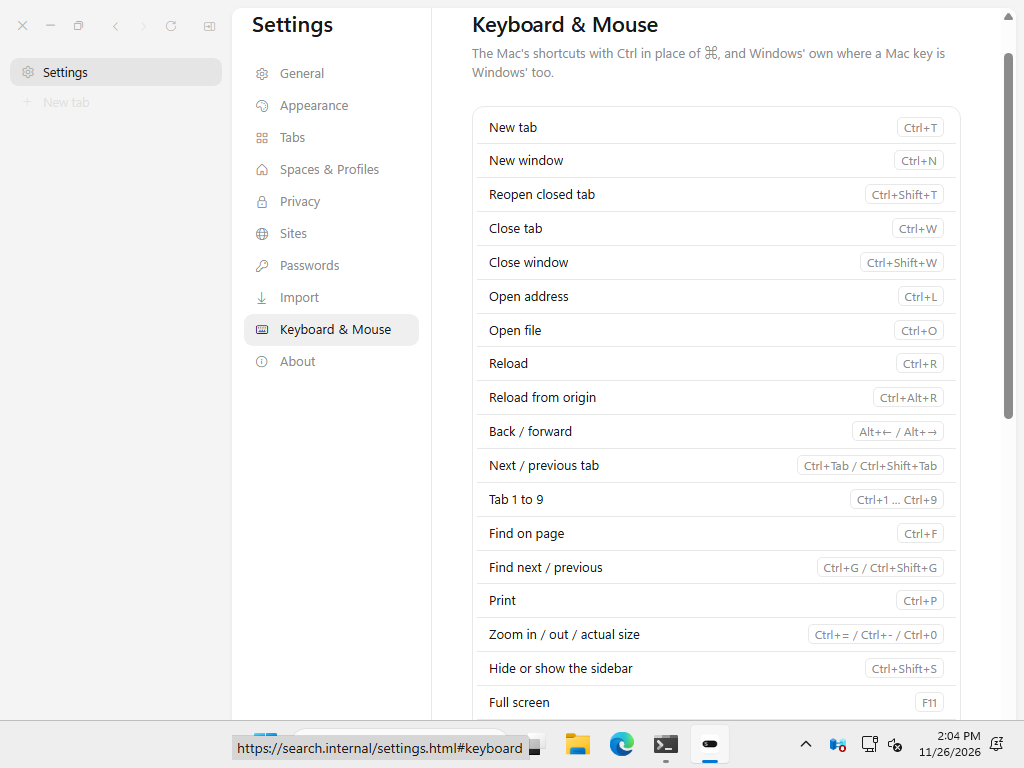 Settings
New tab
Settings
General
Appearance
Tabs
Spaces & Profiles
Privacy
Sites
Passwords
Import
Keyboard & Mouse
About
Keyboard & Mouse
The Mac's shortcuts with Ctrl in place of ⌘, and Windows' own where a Mac key is
Windows' too.
New tab Ctrl+T
New window Ctrl+N
Reopen closed tab Ctrl+Shift+T
Close tab Ctrl+W
Close window Ctrl+Shift+W
Open address Ctrl+L
Open file Ctrl+O
Reload Ctrl+R
Reload from origin Ctrl+Alt+R
Back / forward Alt+← / Alt+→
Next / previous tab Ctrl+Tab / Ctrl+Shift+Tab
Tab 1 to 9 Ctrl+1 … Ctrl+9
Find on page Ctrl+F
Find next / previous Ctrl+G / Ctrl+Shift+G
Print Ctrl+P
Zoom in / out / actual size Ctrl+= / Ctrl+- / Ctrl+0
Hide or show the sidebar Ctrl+Shift+S
Full screen F11
https://search.internal/settings.html#keyboard
2:04 PM
11/26/2026